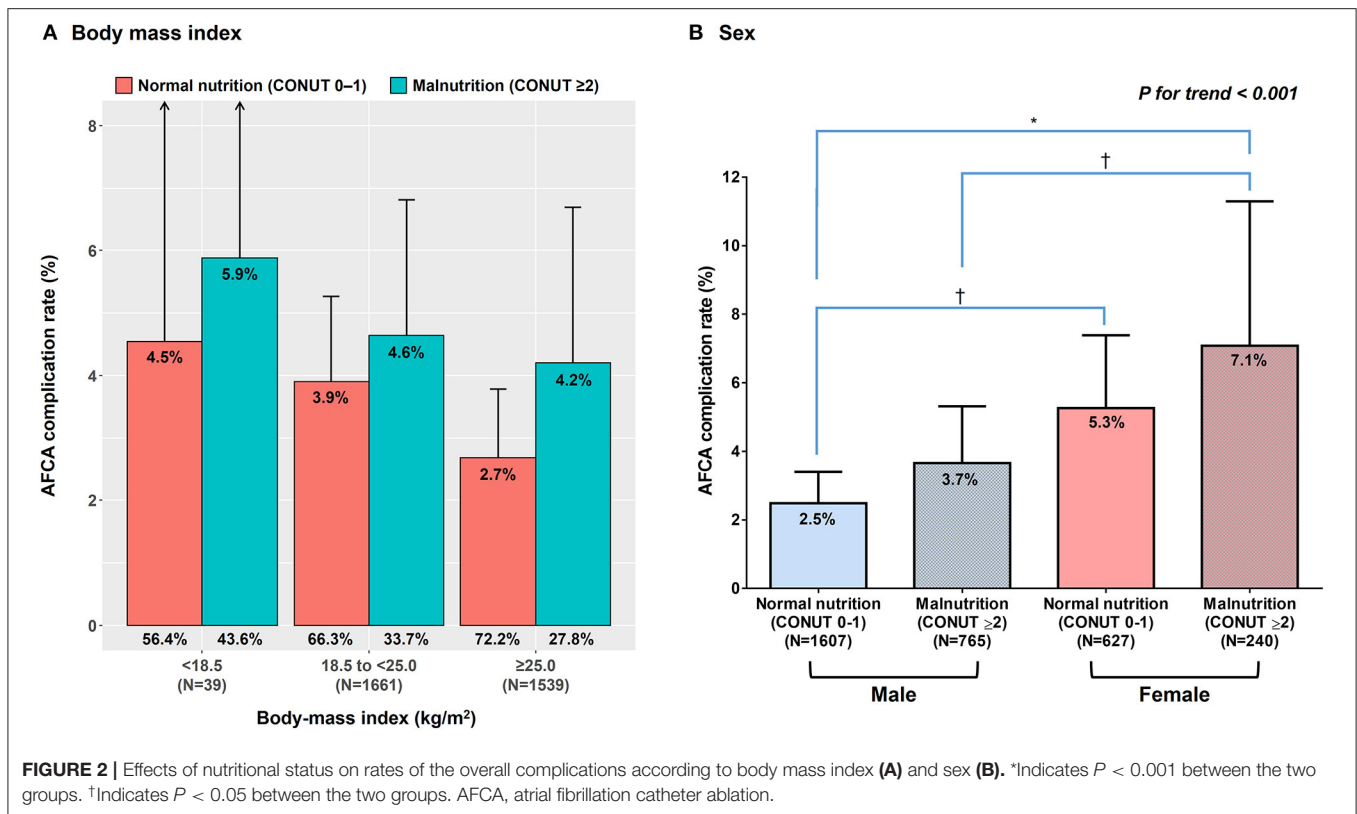 A Body mass index
Normal nutrition (CONUT 0–1) Malnutrition (CONUT ≥2)
AFCA complication rate (%)
8
6
4
2
0
4.5%
5.9%
3.9%
4.6%
2.7%
4.2%
56.4% 43.6% 66.3% 33.7% 72.2% 27.8%
<18.5 18.5 to <25.0 ≥25.0
(N=39) (N=1661) (N=1539)
Body-mass index (kg/m²)
B Sex
P for trend < 0.001
*
†
†
AFCA complication rate (%)
12
10
8
6
4
2
0
2.5%
3.7%
5.3%
7.1%
Normal nutrition Malnutrition Normal nutrition Malnutrition
(CONUT 0-1) (CONUT ≥2) (CONUT 0-1) (CONUT ≥2)
(N=1607) (N=765) (N=627) (N=240)
Male Female
FIGURE 2 | Effects of nutritional status on rates of the overall complications according to body mass index (A) and sex (B). *Indicates P < 0.001 between the two
groups. †Indicates P < 0.05 between the two groups. AFCA, atrial fibrillation catheter ablation.